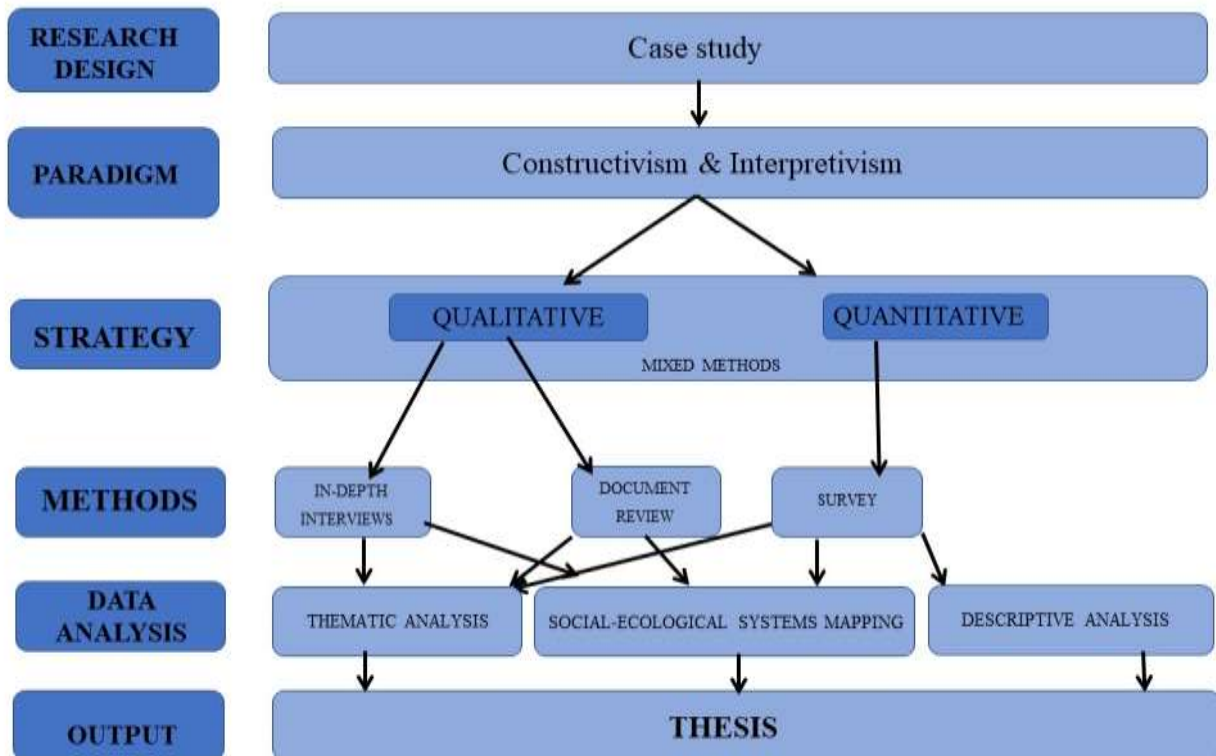 RESEARCH
DESIGN
Case study
PARADIGM
Constructivism & Interpretivism
STRATEGY
QUALITATIVE
QUANTITATIVE
MIXED METHODS
METHODS
IN-DEPTH
INTERVIEWS
DOCUMENT
REVIEW
SURVEY
DATA
ANALYSIS
THEMATIC ANALYSIS
SOCIAL-ECOLOGICAL SYSTEMS MAPPING
DESCRIPTIVE ANALYSIS
OUTPUT
THESIS